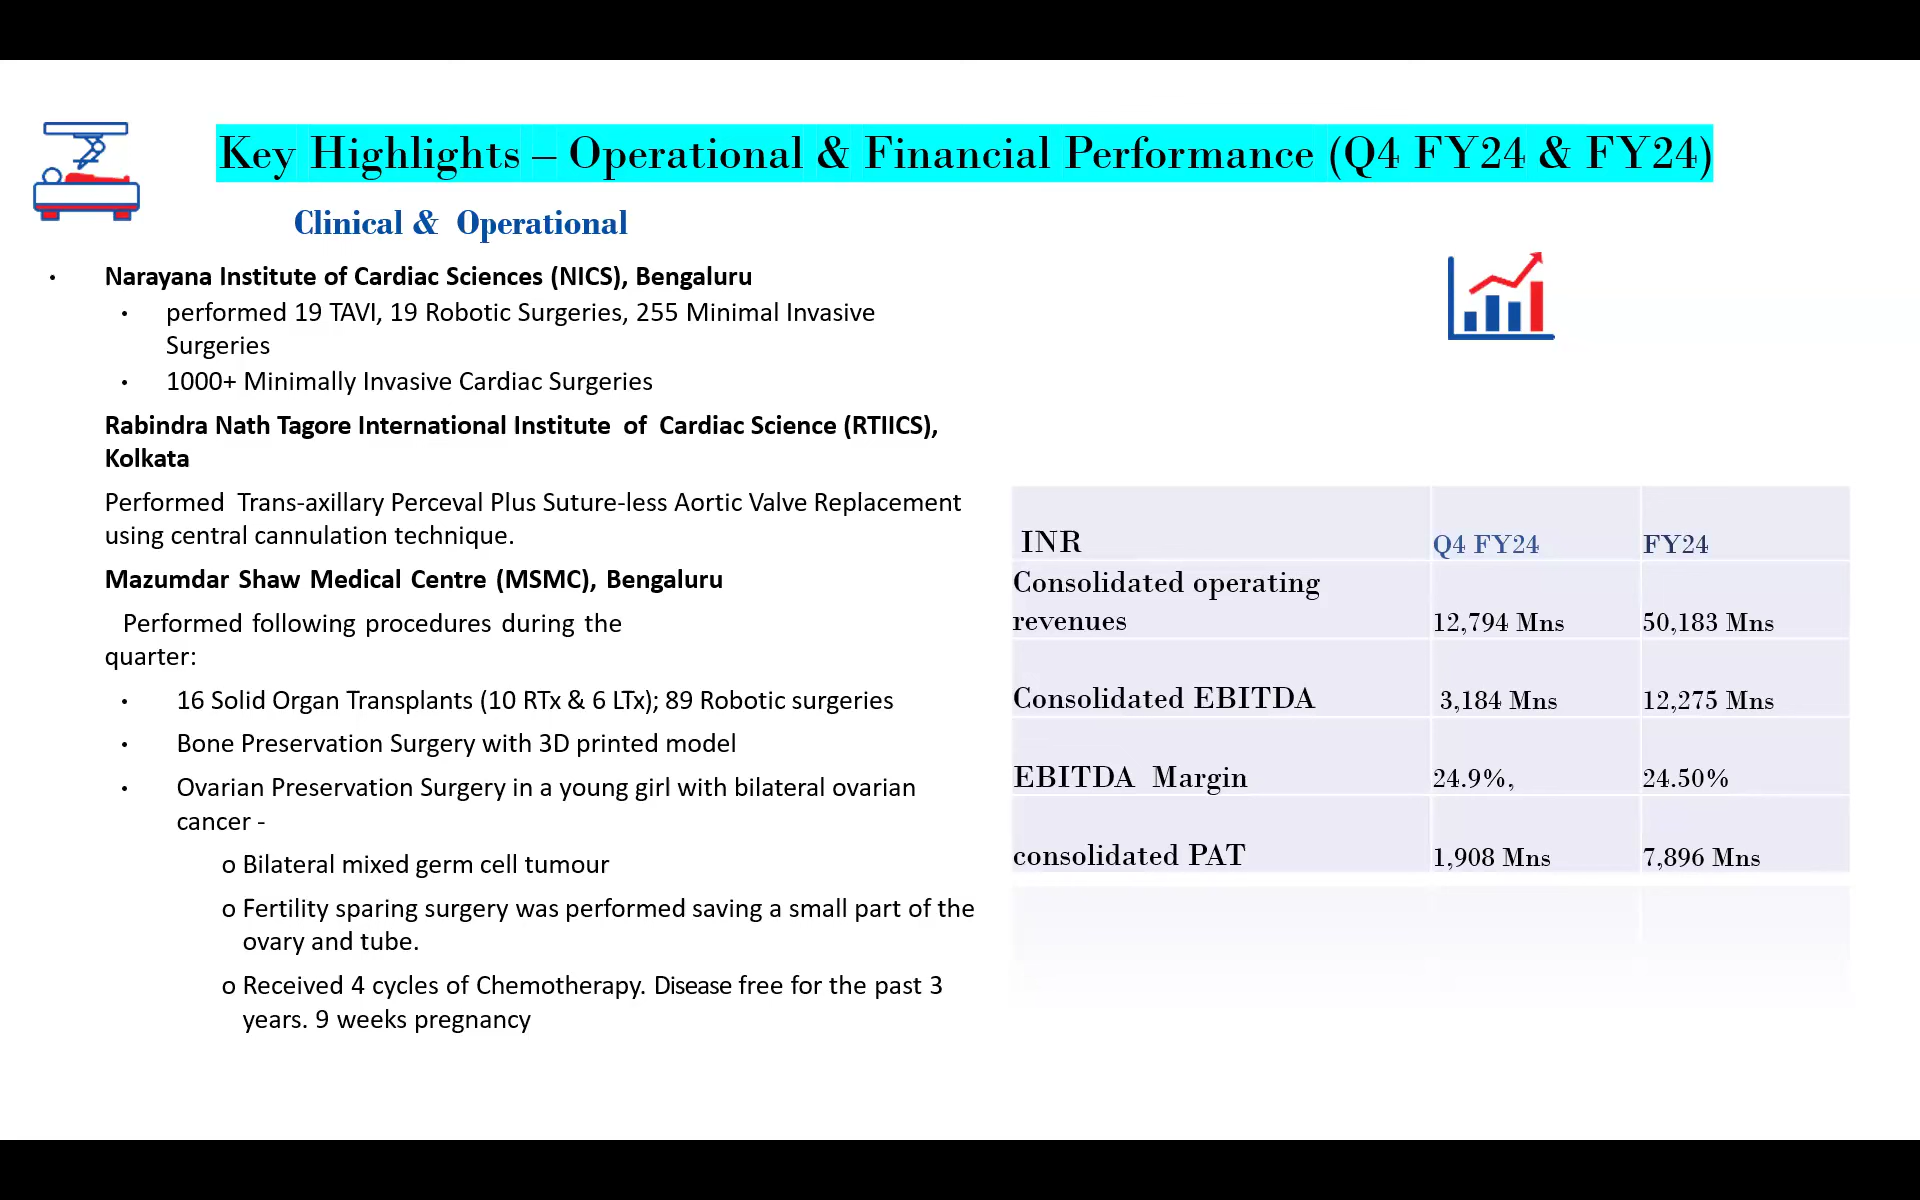 Key Highlights – Operational & Financial Performance (Q4 FY24 & FY24)
Clinical & Operational
• Narayana Institute of Cardiac Sciences (NICS), Bengaluru
• performed 19 TAVI, 19 Robotic Surgeries, 255 Minimal Invasive
Surgeries
• 1000+ Minimally Invasive Cardiac Surgeries
Rabindra Nath Tagore International Institute of Cardiac Science (RTIICS),
Kolkata
Performed Trans-axillary Perceval Plus Suture-less Aortic Valve Replacement
using central cannulation technique.
Mazumdar Shaw Medical Centre (MSMC), Bengaluru
Performed following procedures during the
quarter:
• 16 Solid Organ Transplants (10 RTx & 6 LTx); 89 Robotic surgeries
• Bone Preservation Surgery with 3D printed model
• Ovarian Preservation Surgery in a young girl with bilateral ovarian
cancer -
o Bilateral mixed germ cell tumour
o Fertility sparing surgery was performed saving a small part of the
ovary and tube.
o Received 4 cycles of Chemotherapy. Disease free for the past 3
years. 9 weeks pregnancy
INR Q4 FY24 FY24
Consolidated operating
revenues 12,794 Mns 50,183 Mns
Consolidated EBITDA 3,184 Mns 12,275 Mns
EBITDA Margin 24.9%, 24.50%
consolidated PAT 1,908 Mns 7,896 Mns